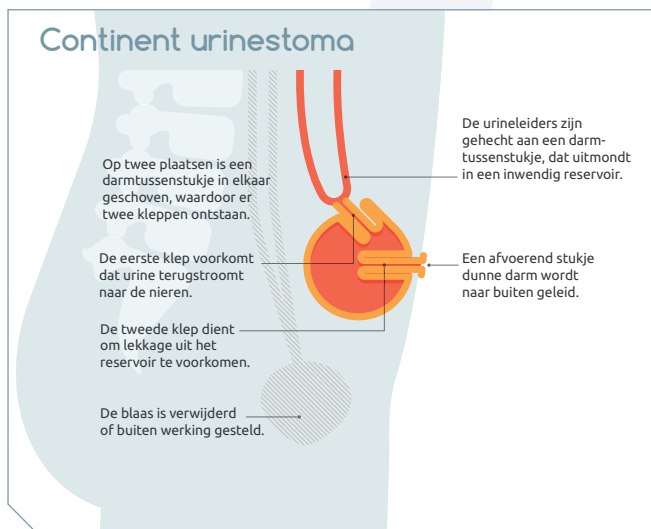 Continent urinestoma
De urineleiders zijn
gehecht aan een darm-
tussenstukje, dat uitmondt
in een inwendig reservoir.
Op twee plaatsen is een
darmtussenstukje in elkaar
geschoven, waardoor er
twee kleppen ontstaan.
De eerste klep voorkomt
dat urine terugstroomt
naar de nieren.
Een afvoerend stukje
dunne darm wordt
naar buiten geleid.
De tweede klep dient
om lekkage uit het
reservoir te voorkomen.
De blaas is verwijderd
of buiten werking gesteld.